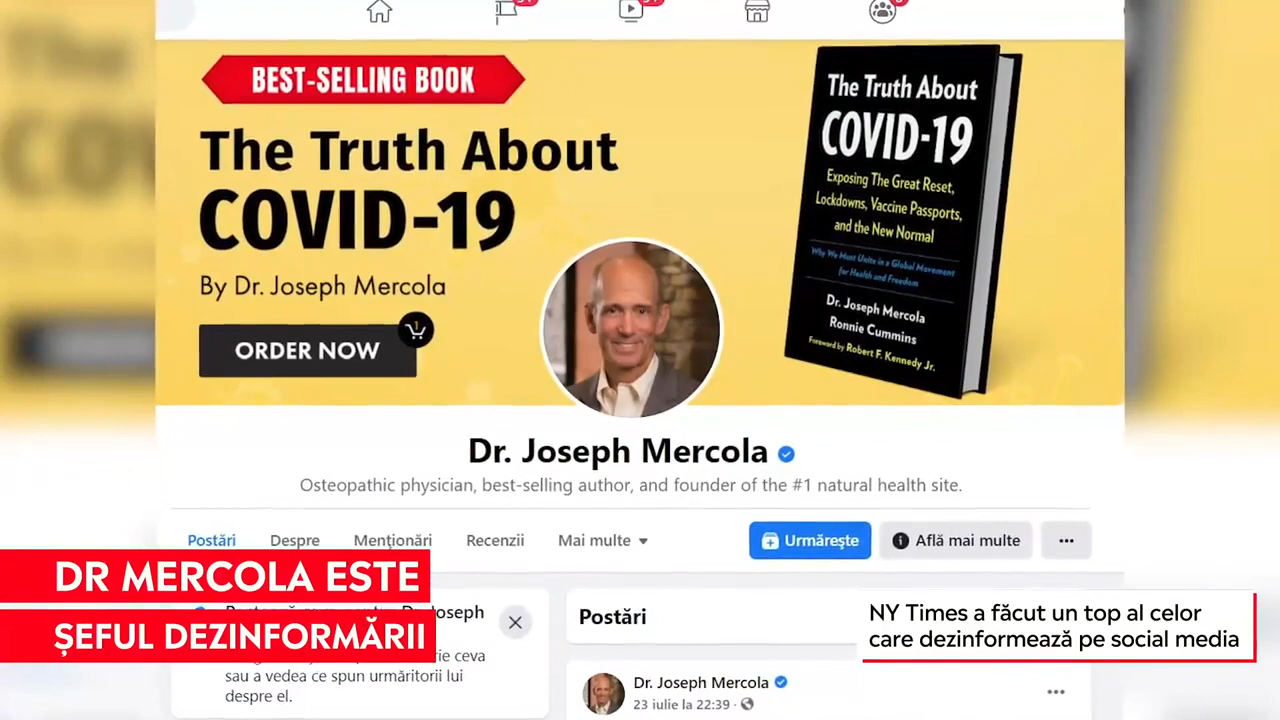 BEST-SELLING BOOK
The Truth About
COVID-19
By Dr. Joseph Mercola
ORDER NOW
1
The Truth About
COVID-19
Exposing The Great Reset,
Lockdowns, Vaccine Passports,
and the New Normal
Why We Must Unite in a Global Movement
for Health and Freedom
Dr. Joseph Mercola
Ronnie Cummins
Foreword by Robert F. Kennedy Jr.
Dr. Joseph Mercola
Osteopathic physician, best-selling author, and founder of the #1 natural health site.
Postări
Despre
Menționări
Recenzii
Mai multe
Urmărește
Află mai multe
Joseph
ceva
sau a vedea ce spun urmăritorii lui
despre el.
Postări
Dr. Joseph Mercola
23 iulie la 22:39
DR MERCOLA ESTE
ȘEFUL DEZINFORMĂRII
NY Times a făcut un top al celor
care dezinformează pe social media